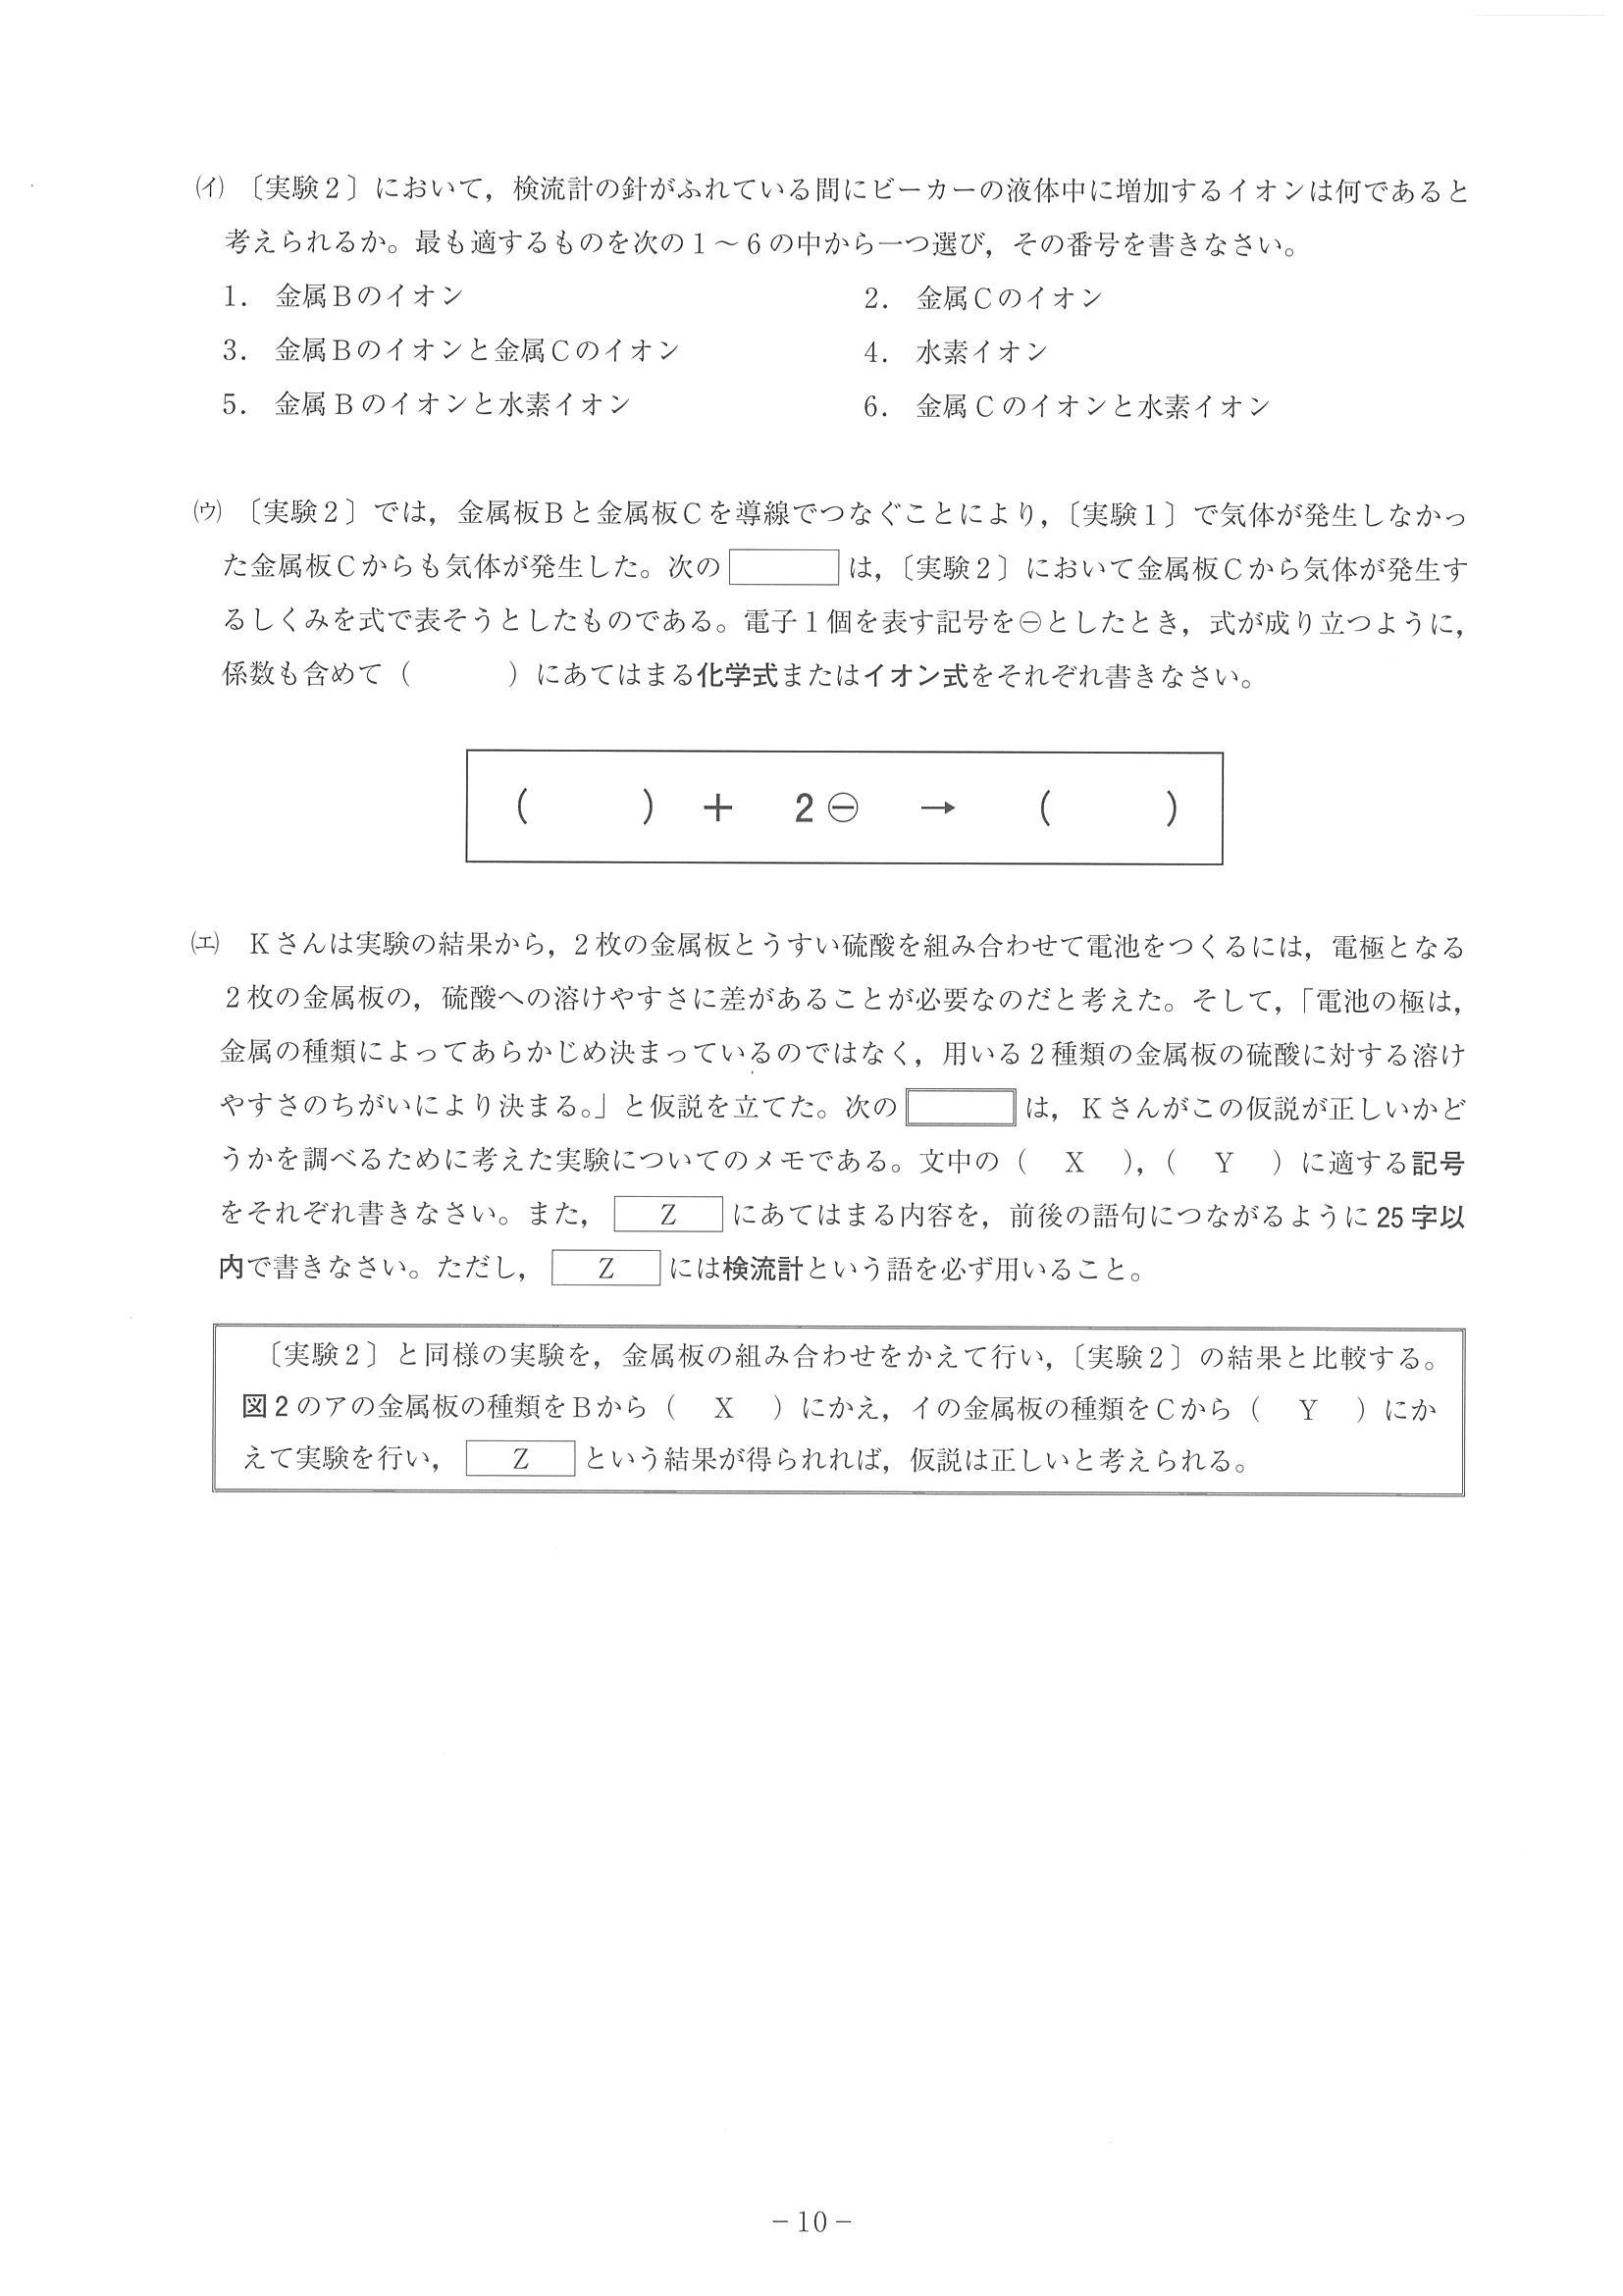 (イ) 〔実験２〕において，検流計の針がふれている間にビーカーの液体中に増加するイオンは何であると
考えられるか。最も適するものを次の１～６の中から一つ選び，その番号を書きなさい。
1． 金属Ｂのイオン
2． 金属Ｃのイオン
3． 金属Ｂのイオンと金属Ｃのイオン
4． 水素イオン
5． 金属Ｂのイオンと水素イオン
6． 金属Ｃのイオンと水素イオン
(ウ) 〔実験２〕では，金属板Ｂと金属板Ｃを導線でつなぐことにより，〔実験１〕で気体が発生しなかっ
た金属板Ｃからも気体が発生した。次の　　　は，〔実験２〕において金属板Ｃから気体が発生す
るしくみを式で表そうとしたものである。電子１個を表す記号を⊖としたとき，式が成り立つように，
係数も含めて（　　　）にあてはまる化学式またはイオン式をそれぞれ書きなさい。
（　　　） ＋ 2⊖ → （　　　）
(エ) Ｋさんは実験の結果から，２枚の金属板とうすい硫酸を組み合わせて電池をつくるには，電極となる
２枚の金属板の，硫酸への溶けやすさに差があることが必要なのだと考えた。そして，「電池の極は，
金属の種類によってあらかじめ決まっているのではなく，用いる２種類の金属板の硫酸に対する溶け
やすさのちがいにより決まる。」と仮説を立てた。次の　　　は，Ｋさんがこの仮説が正しいかど
うかを調べるために考えた実験についてのメモである。文中の（　Ｘ　），（　Ｙ　）に適する記号
をそれぞれ書きなさい。また，　Ｚ　にあてはまる内容を，前後の語句につながるように25字以
内で書きなさい。ただし，　Ｚ　には検流計という語を必ず用いること。
〔実験２〕と同様の実験を，金属板の組み合わせをかえて行い，〔実験２〕の結果と比較する。
図２のアの金属板の種類をＢから（　Ｘ　）にかえ，イの金属板の種類をＣから（　Ｙ　）にか
えて実験を行い，　Ｚ　という結果が得られれば，仮説は正しいと考えられる。
－10－